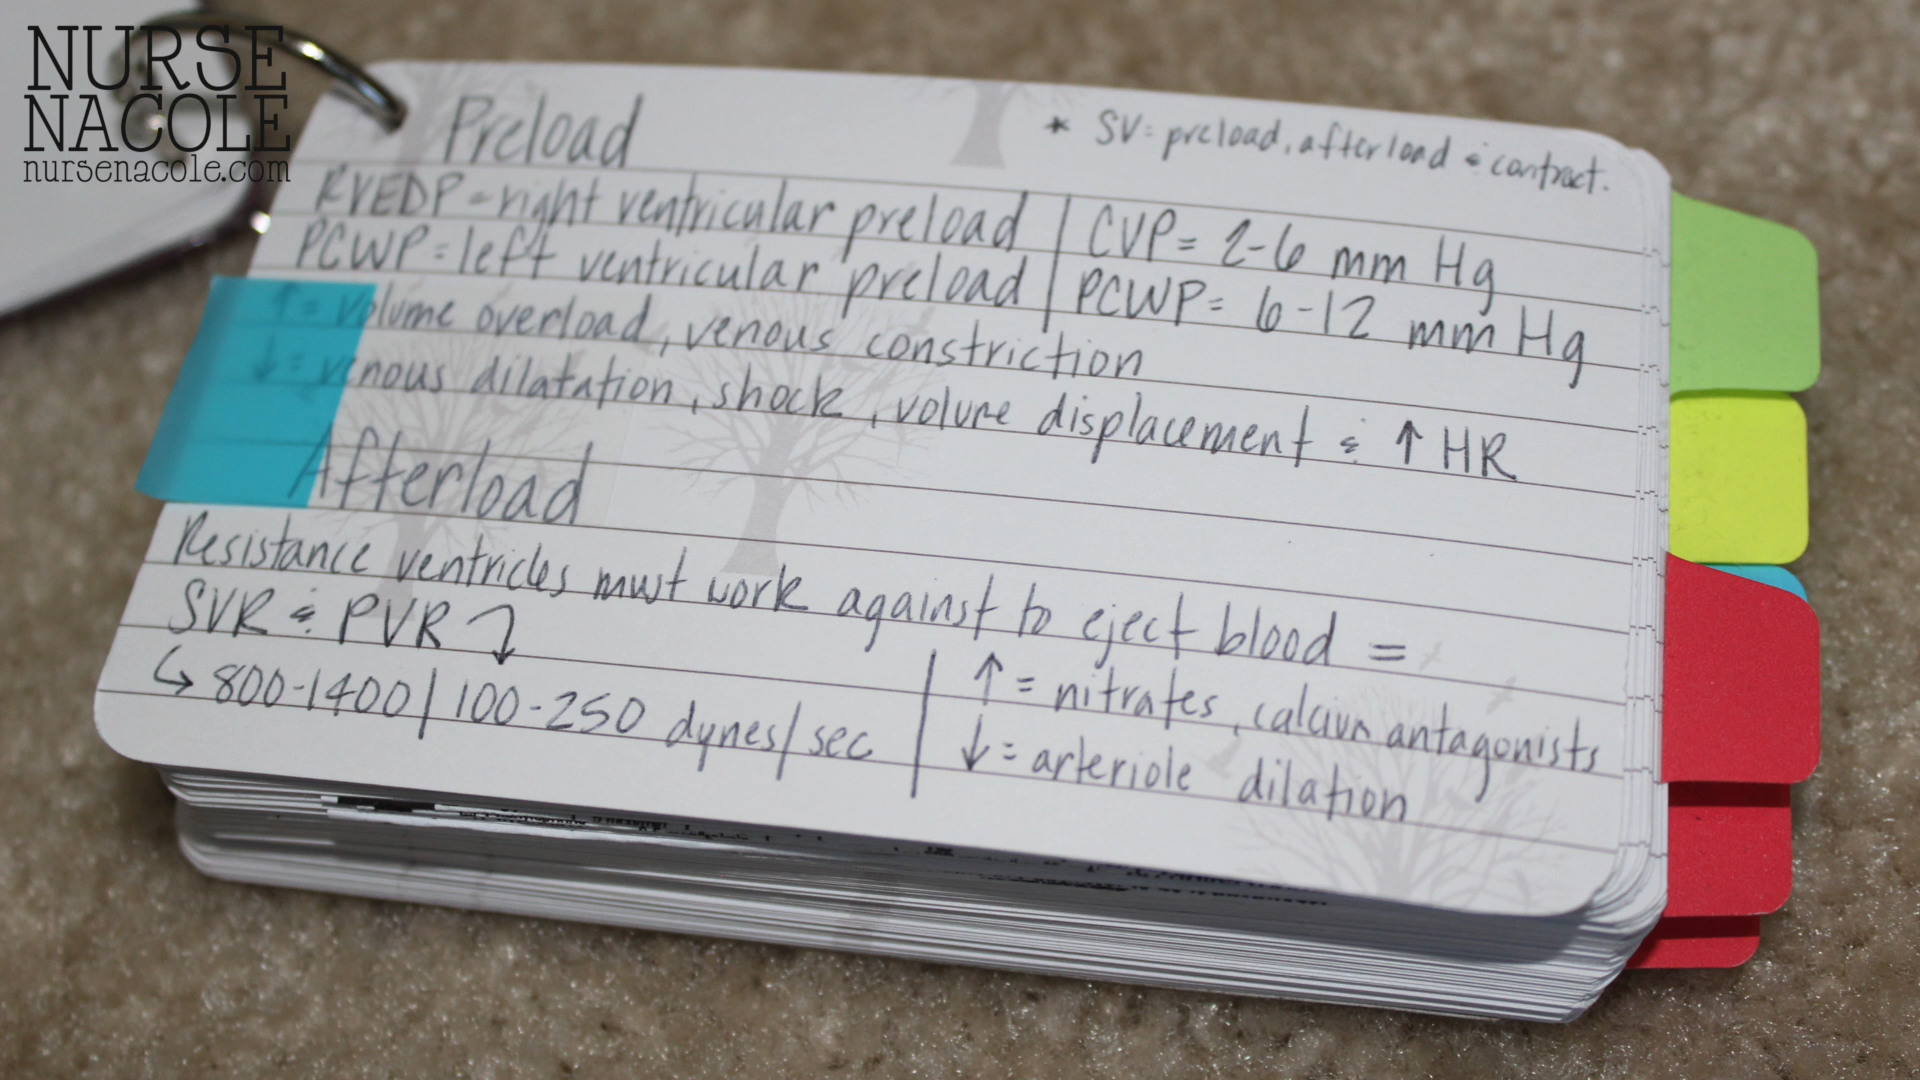 NURSE
NACOLE
nursenacole.com
Preload
* SV= preload, afterload & contract.
RVEDP = right ventricular preload | CVP= 2-6 mm Hg
PCWP = left ventricular preload | PCWP= 6-12 mm Hg
↑= volume overload, venous constriction
↓= venous dilatation, shock, volume displacement & ↑ HR
Afterload
Resistance ventricles must work against to eject blood =
SVR & PVR ⤵
↳ 800-1400 | 100-250 dynes/sec
↑= nitrates, calcium antagonists
↓= arteriole dilation